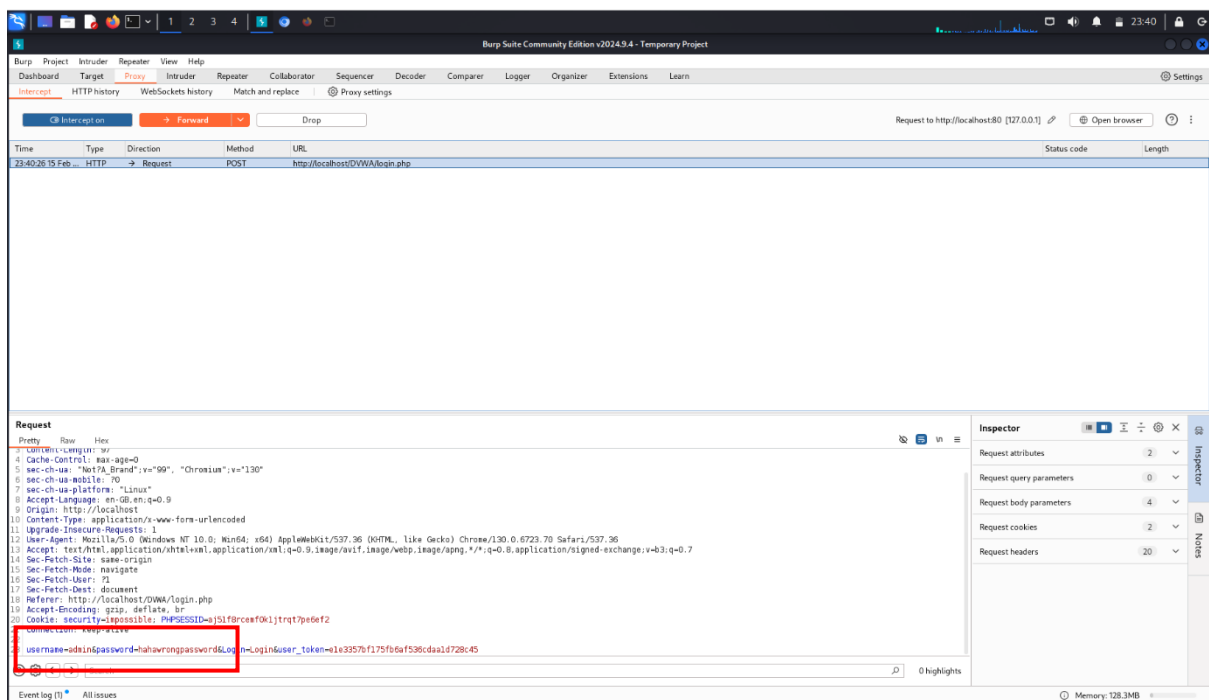 1 2 3 4
23:40
Burp Suite Community Edition v2024.9.4 - Temporary Project
Burp Project Intruder Repeater View Help
Dashboard Target Proxy Intruder Repeater Collaborator Sequencer Decoder Comparer Logger Organizer Extensions Learn Settings
Intercept HTTP history WebSockets history Match and replace Proxy settings
Intercept on → Forward Drop Request to http://localhost:80 [127.0.0.1] Open browser
Time Type Direction Method URL Status code Length
23:40:26 15 Feb ... HTTP → Request POST http://localhost/DVWA/login.php
Request
Pretty Raw Hex
3 Content-Length: 97
4 Cache-Control: max-age=0
5 sec-ch-ua: "Not?A_Brand";v="99", "Chromium";v="130"
6 sec-ch-ua-mobile: ?0
7 sec-ch-ua-platform: "Linux"
8 Accept-Language: en-GB,en;q=0.9
9 Origin: http://localhost
10 Content-Type: application/x-www-form-urlencoded
11 Upgrade-Insecure-Requests: 1
12 User-Agent: Mozilla/5.0 (Windows NT 10.0; Win64; x64) AppleWebKit/537.36 (KHTML, like Gecko) Chrome/130.0.6723.70 Safari/537.36
13 Accept: text/html,application/xhtml+xml,application/xml;q=0.9,image/avif,image/webp,image/apng,*/*;q=0.8,application/signed-exchange;v=b3;q=0.7
14 Sec-Fetch-Site: same-origin
15 Sec-Fetch-Mode: navigate
16 Sec-Fetch-User: ?1
17 Sec-Fetch-Dest: document
18 Referer: http://localhost/DVWA/login.php
19 Accept-Encoding: gzip, deflate, br
20 Cookie: security=impossible; PHPSESSID=aj51f8rcemf0k1jtrqt7pe6ef2
Connection: keep-alive
username=admin&password=hahawrongpassword&Login=Login&user_token=e1e3357bf175fb6af536cdaa1d728c45
0 highlights
Inspector
Request attributes 2
Request query parameters 0
Request body parameters 4
Request cookies 2
Request headers 20
Inspector
Notes
Event log (1) All issues Memory: 128.3MB